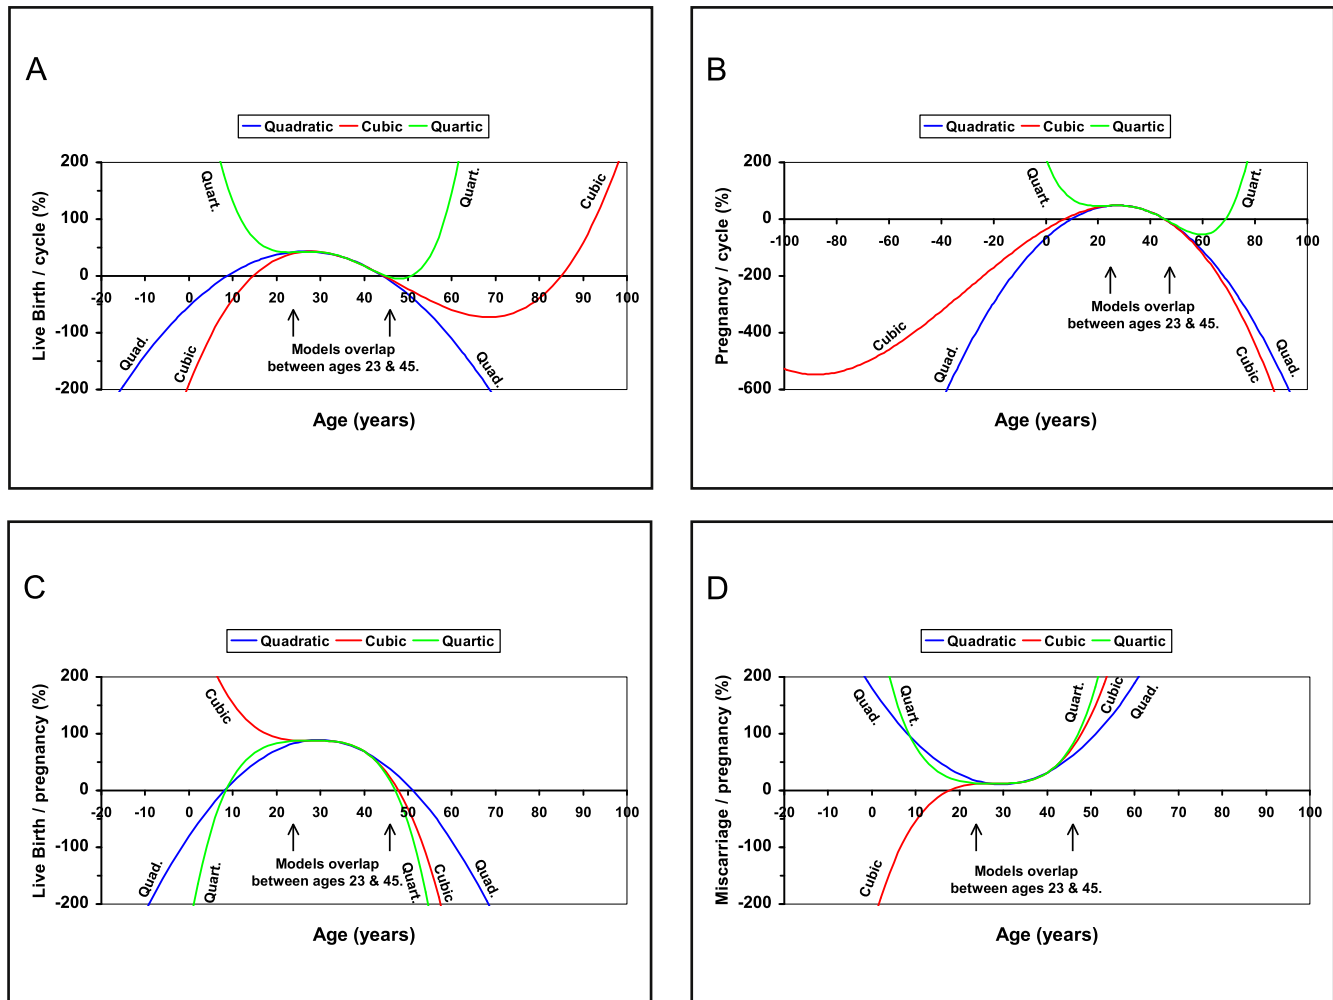 A
Quadratic Cubic Quartic
Live Birth / cycle (%)
200
100
0
-100
-200
-20 -10 0 10 20 30 40 50 60 70 80 90 100
Quart.
Quart.
Cubic
Quad.
Cubic
Quad.
Models overlap
between ages 23 & 45.
Age (years)
B
Quadratic Cubic Quartic
Pregnancy / cycle (%)
200
0
-200
-400
-600
-100 -80 -60 -40 -20 0 20 40 60 80 100
Quart.
Quart.
Cubic
Quad.
Cubic
Quad.
Models overlap
between ages 23 & 45.
Age (years)
C
Quadratic Cubic Quartic
Live Birth / pregnancy (%)
200
100
0
-100
-200
-20 -10 0 10 20 30 40 50 60 70 80 90 100
Cubic
Quad.
Quart.
Quart.
Cubic
Quad.
Models overlap
between ages 23 & 45.
Age (years)
D
Quadratic Cubic Quartic
Miscarriage / pregnancy (%)
200
100
0
-100
-200
-20 -10 0 10 20 30 40 50 60 70 80 90 100
Quad.
Quart.
Quart.
Cubic
Quad.
Cubic
Models overlap
between ages 23 & 45.
Age (years)